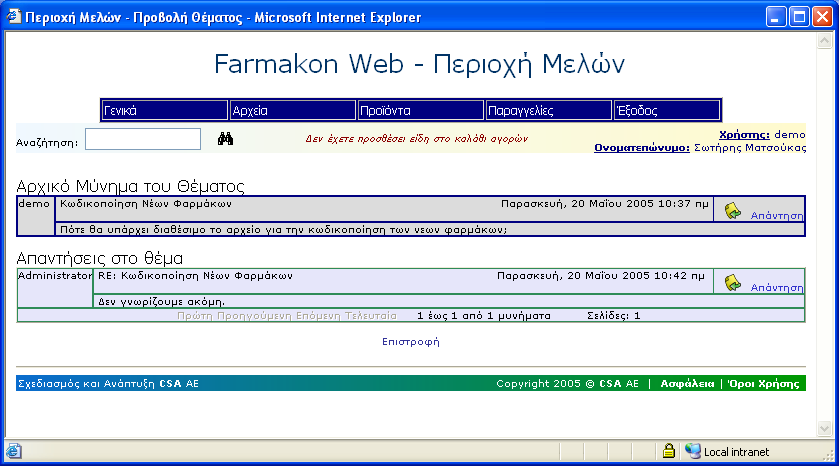 Περιοχή Μελών - Προβολή Θέματος - Microsoft Internet Explorer
Farmakon Web - Περιοχή Μελών
Γενικά Αρχεία Προϊόντα Παραγγελίες Έξοδος
Αναζήτηση: Δεν έχετε προσθέσει είδη στο καλάθι αγορών Χρήστης: demo
Ονοματεπώνυμο: Σωτήρης Ματσούκας
Αρχικό Μύνημα του Θέματος
demo Κωδικοποίηση Νέων Φαρμάκων Παρασκευή, 20 Μαΐου 2005 10:37 πμ Απάντηση
Πότε θα υπάρχει διαθέσιμο το αρχείο για την κωδικοποίηση των νεων φαρμάκων;
Απαντήσεις στο θέμα
Administrator RE: Κωδικοποίηση Νέων Φαρμάκων Παρασκευή, 20 Μαΐου 2005 10:42 πμ Απάντηση
Δεν γνωρίζουμε ακόμη.
Πρώτη Προηγούμενη Επόμενη Τελευταία 1 έως 1 από 1 μυνήματα Σελίδες: 1
Επιστροφή
Σχεδιασμός και Ανάπτυξη CSA AE Copyright 2005 © CSA AE | Ασφάλεια | Όροι Χρήσης
Local intranet